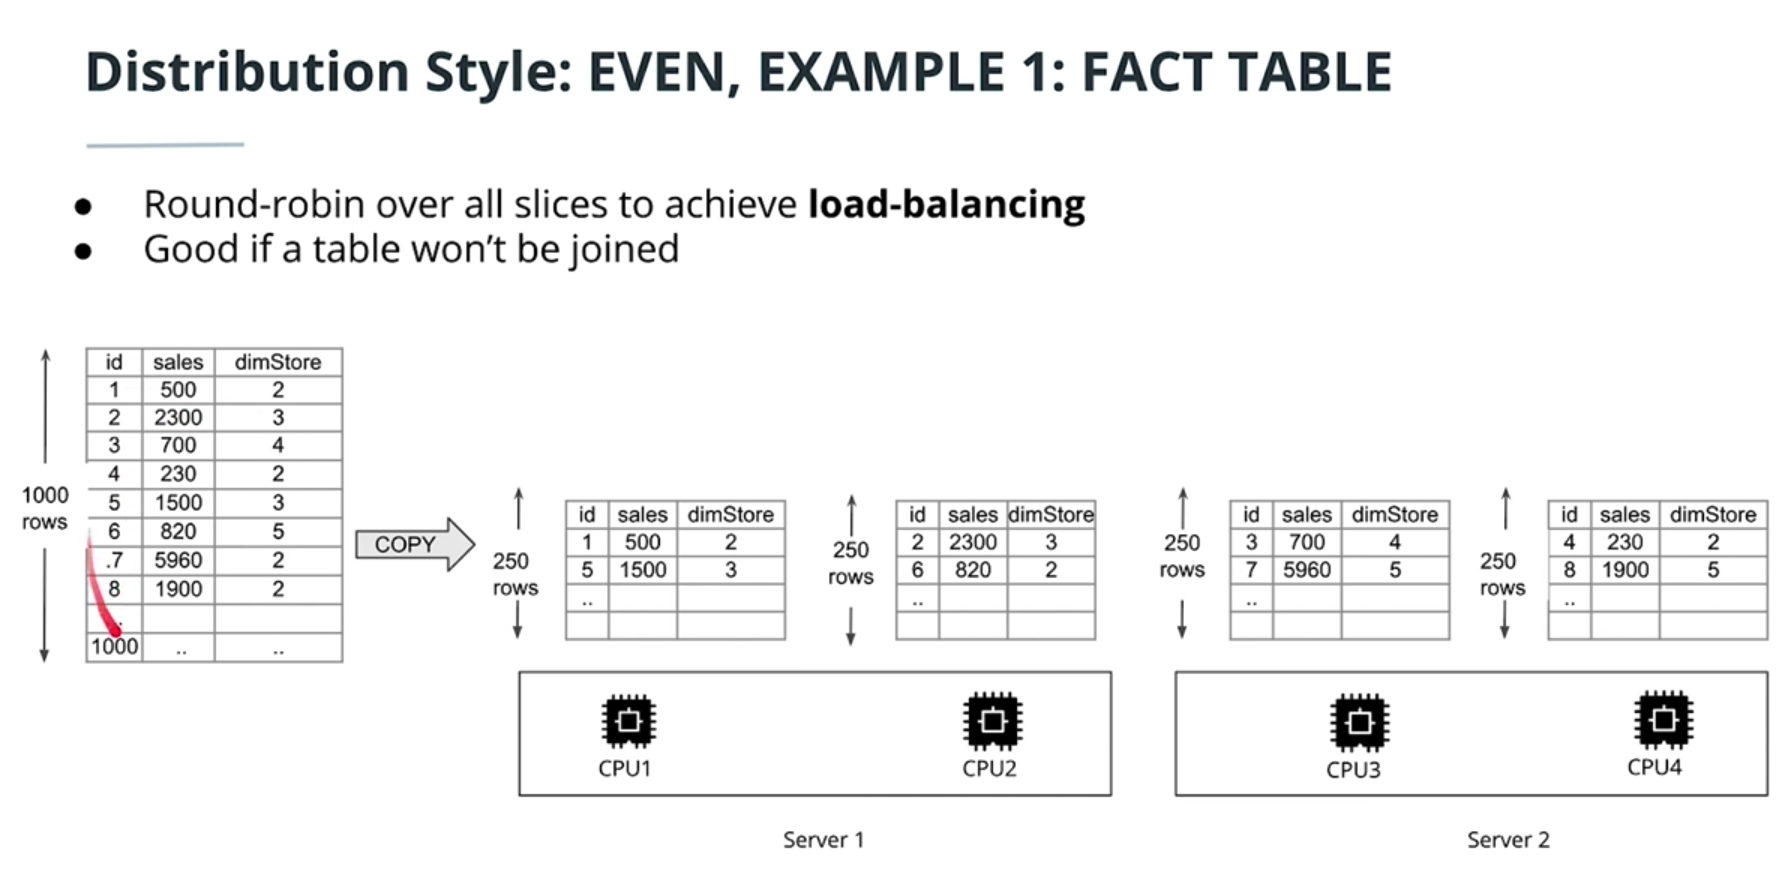 Distribution Style: EVEN, EXAMPLE 1: FACT TABLE
● Round-robin over all slices to achieve load-balancing
● Good if a table won't be joined
1000
rows
id sales dimStore
1 500 2
2 2300 3
3 700 4
4 230 2
5 1500 3
6 820 5
.7 5960 2
8 1900 2
.
1000 .. ..
COPY
250
rows
id sales dimStore
1 500 2
5 1500 3
..
250
rows
id sales dimStore
2 2300 3
6 820 2
..
250
rows
id sales dimStore
3 700 4
7 5960 5
..
250
rows
id sales dimStore
4 230 2
8 1900 5
..
CPU1
CPU2
CPU3
CPU4
Server 1
Server 2